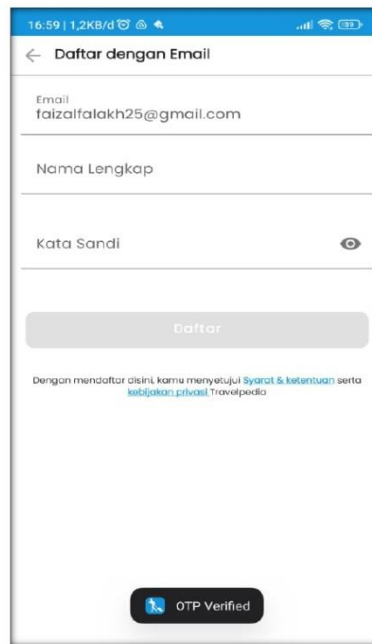 16:59 | 1,2KB/d
Daftar dengan Email
Email
faizalfalakh25@gmail.com
Nama Lengkap
Kata Sandi
Daftar
Dengan mendaftar disini, kamu menyetujui Syarat & ketentuan serta
kebijakan privasi Travelpedia
OTP Verified